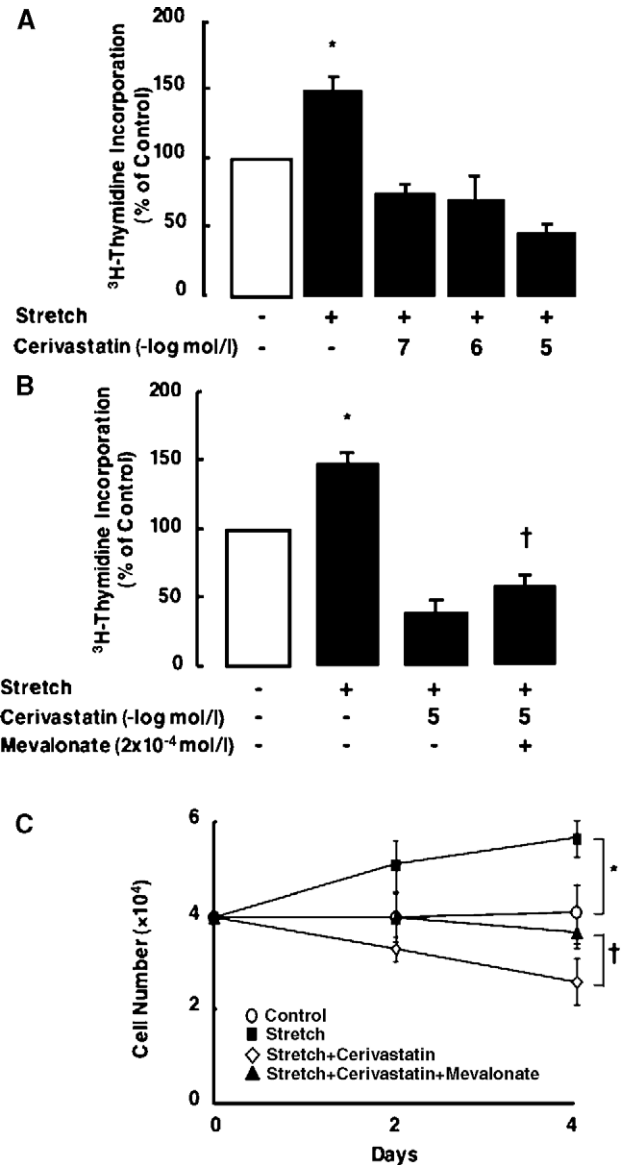 A
³H-Thymidine Incorporation
(% of Control)
200
150
100
50
0
*
Stretch - + + + +
Cerivastatin (-log mol/l) - - 7 6 5
B
³H-Thymidine Incorporation
(% of Control)
200
150
100
50
0
*
†
Stretch - + + +
Cerivastatin (-log mol/l) - - 5 5
Mevalonate (2x10⁻⁴ mol/l) - - - +
C
Cell Number (×10⁴)
6
4
2
0
*
†
Control
Stretch
Stretch+Cerivastatin
Stretch+Cerivastatin+Mevalonate
0 2 4
Days